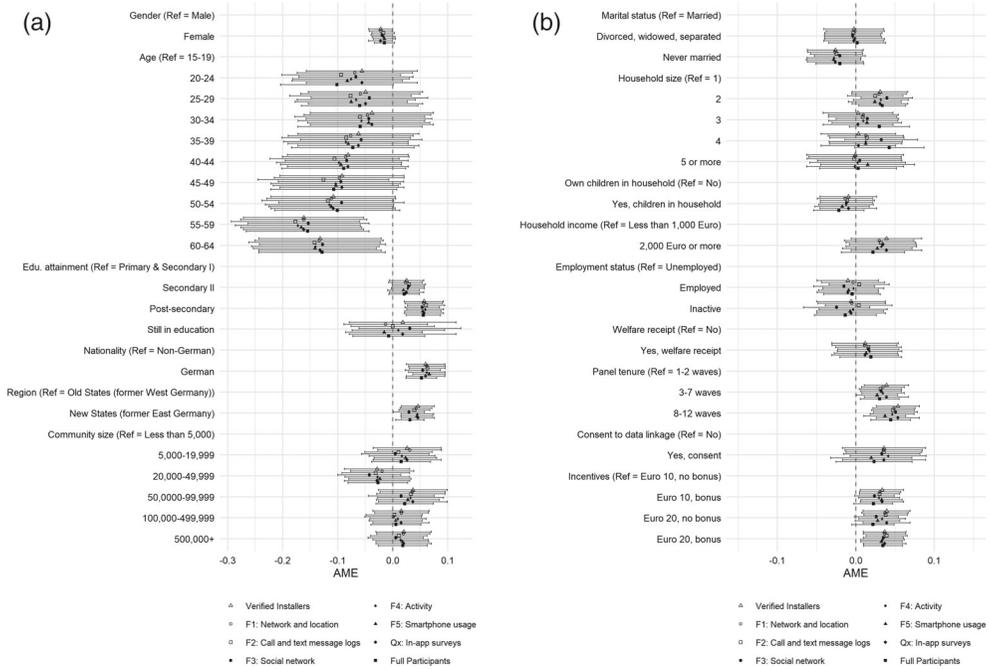 (a)
Gender (Ref = Male)
Female
Age (Ref = 15-19)
20-24
25-29
30-34
35-39
40-44
45-49
50-54
55-59
60-64
Edu. attainment (Ref = Primary & Secondary I)
Secondary II
Post-secondary
Still in education
Nationality (Ref = Non-German)
German
Region (Ref = Old States (former West Germany))
New States (former East Germany)
Community size (Ref = Less than 5,000)
5,000-19,999
20,000-49,999
50,0000-99,999
100,000-499,999
500,000+
-0.3 -0.2 -0.1 0.0 0.1
AME
Verified Installers
F1: Network and location
F2: Call and text message logs
F3: Social network
F4: Activity
F5: Smartphone usage
Qx: In-app surveys
Full Participants
(b)
Marital status (Ref = Married)
Divorced, widowed, separated
Never married
Household size (Ref = 1)
2
3
4
5 or more
Own children in household (Ref = No)
Yes, children in household
Household income (Ref = Less than 1,000 Euro)
2,000 Euro or more
Employment status (Ref = Unemployed)
Employed
Inactive
Welfare receipt (Ref = No)
Yes, welfare receipt
Panel tenure (Ref = 1-2 waves)
3-7 waves
8-12 waves
Consent to data linkage (Ref = No)
Yes, consent
Incentives (Ref = Euro 10, no bonus)
Euro 10, bonus
Euro 20, no bonus
Euro 20, bonus
-0.1 0.0 0.1
AME
Verified Installers
F1: Network and location
F2: Call and text message logs
F3: Social network
F4: Activity
F5: Smartphone usage
Qx: In-app surveys
Full Participants